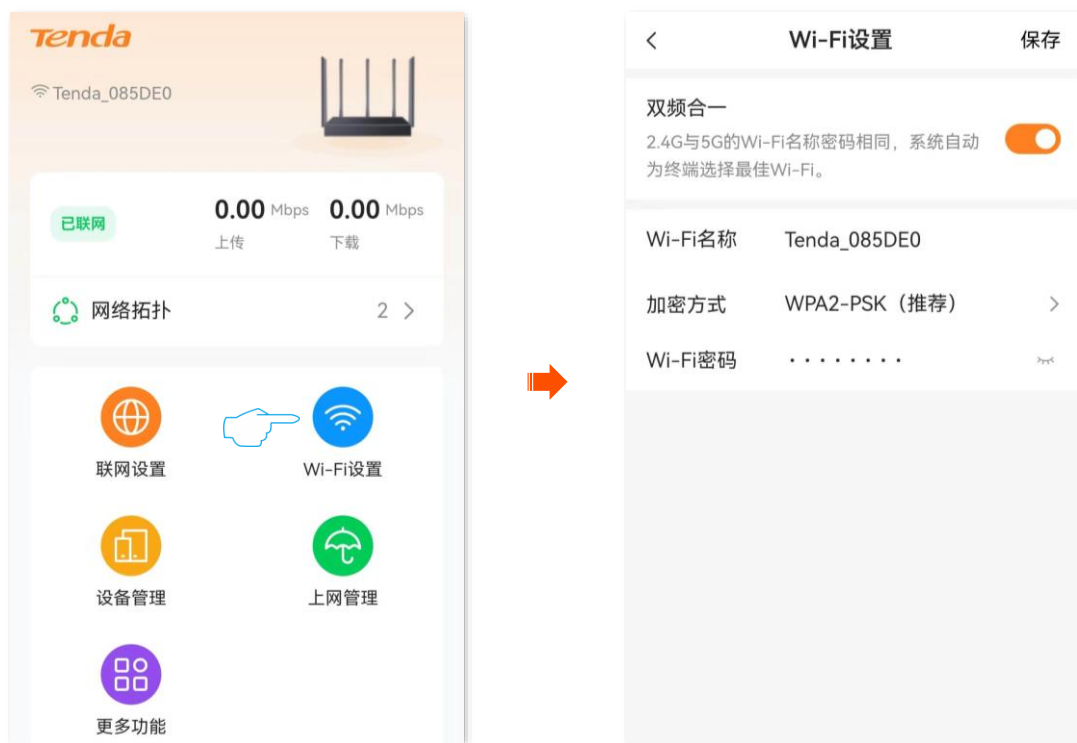 Tenda
Tenda_085DE0
已联网
0.00 Mbps
上传
0.00 Mbps
下载
网络拓扑
2
联网设置
Wi-Fi设置
设备管理
上网管理
更多功能
Wi-Fi设置
保存
双频合一
2.4G与5G的Wi-Fi名称密码相同，系统自动
为终端选择最佳Wi-Fi。
Wi-Fi名称 Tenda_085DE0
加密方式 WPA2-PSK（推荐）
Wi-Fi密码 ········